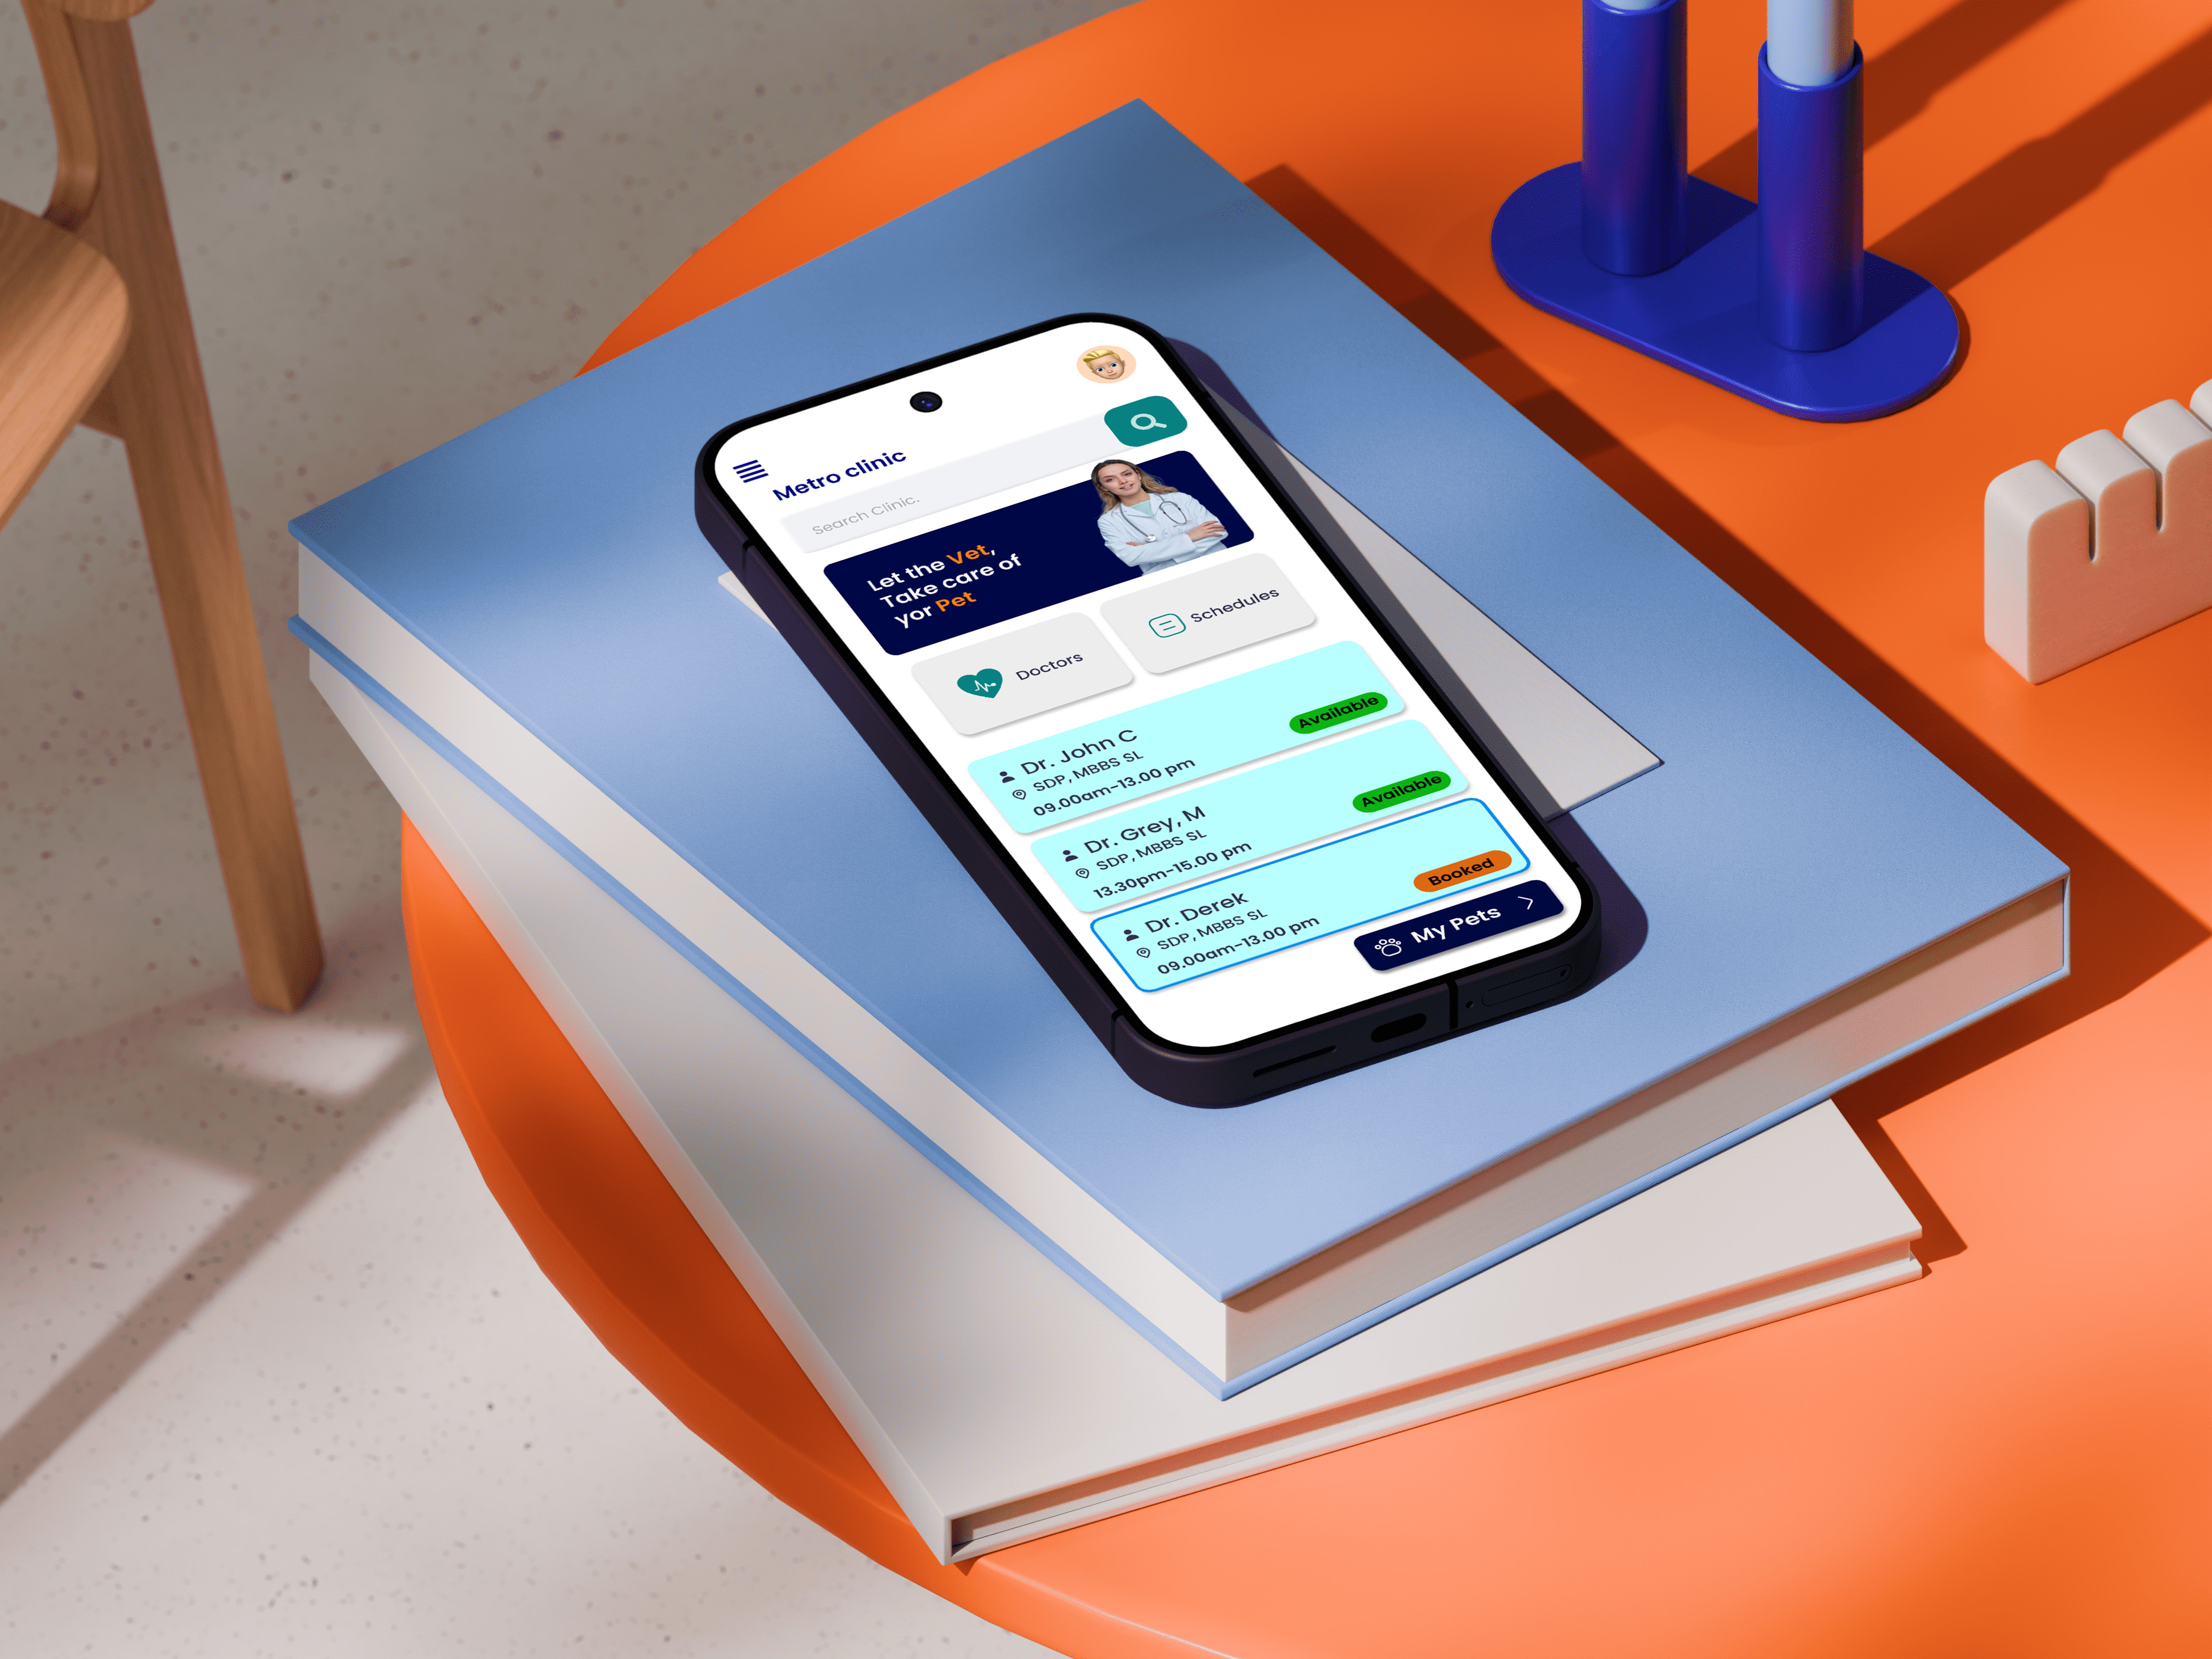 Metro clinic
Search Clinic.
Let the Vet,
Take care of
yor Pet
Doctors
Schedules
Dr. John C
SDP, MBBS SL
09.00am-13.00 pm
Available
Dr. Grey, M
SDP, MBBS SL
13.30pm-15.00 pm
Available
Dr. Derek
SDP, MBBS SL
09.00am-13.00 pm
Booked
My Pets